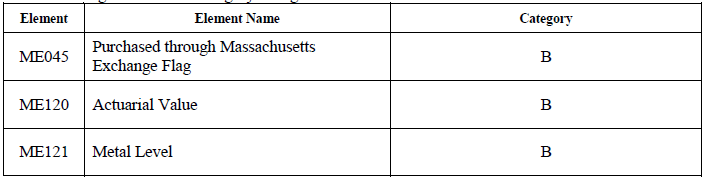 Element Element Name Category
ME045 Purchased through Massachusetts Exchange Flag B
ME120 Actuarial Value B
ME121 Metal Level B